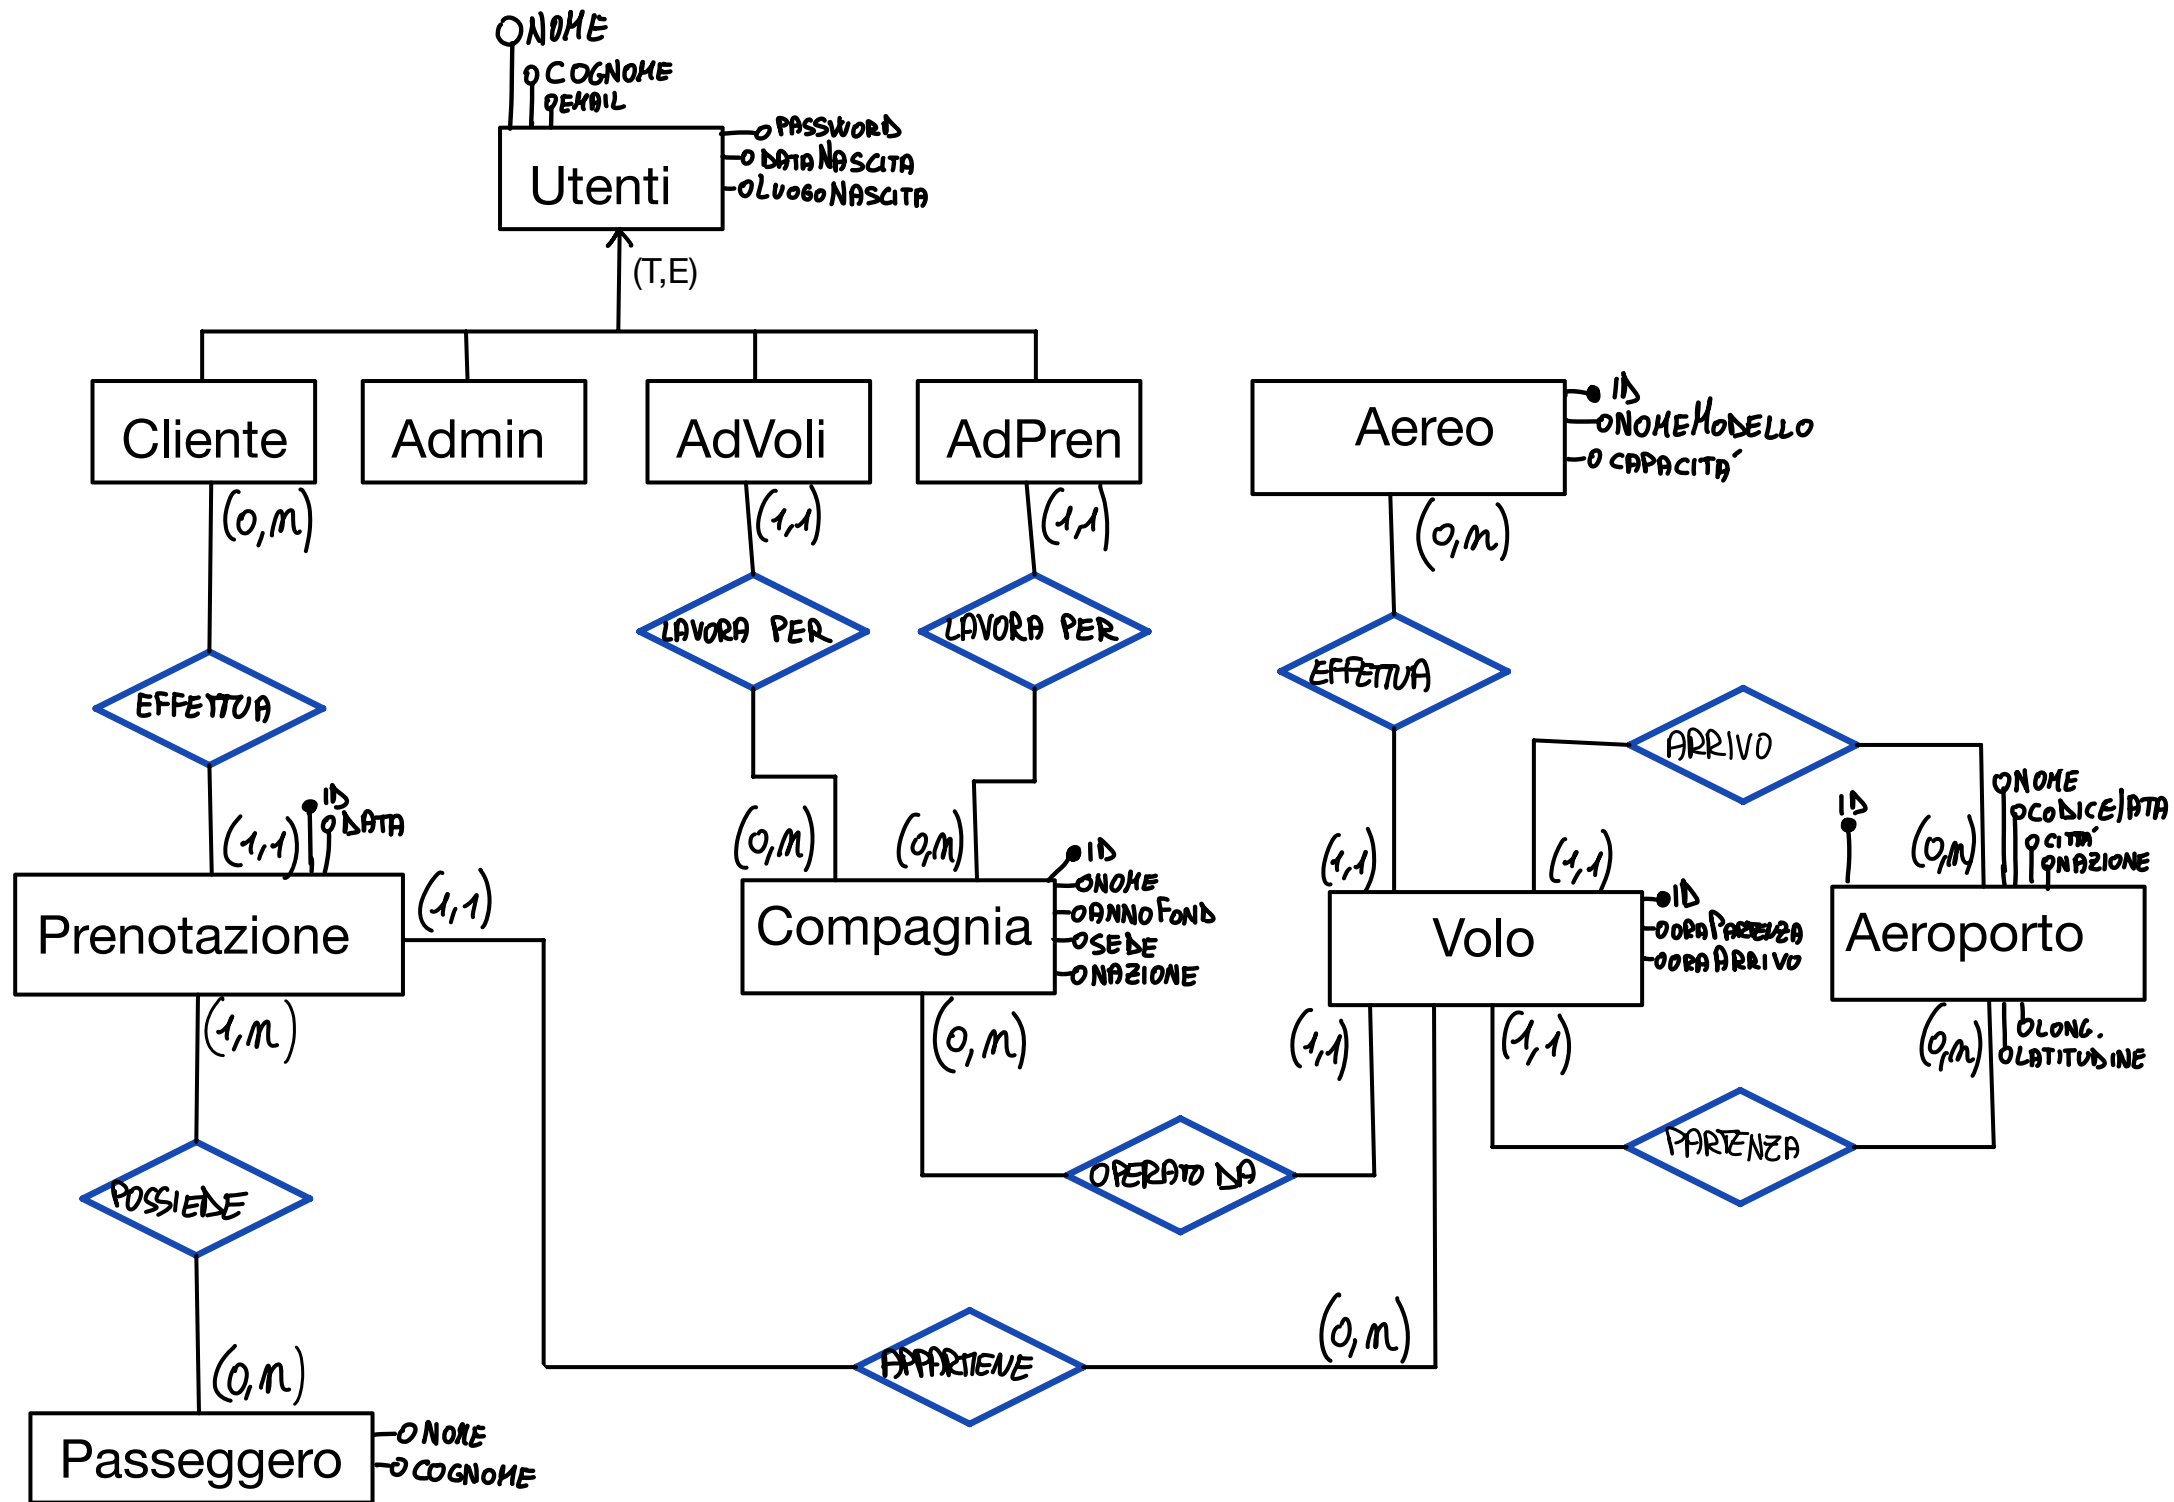 NOME
COGNOME
EMAIL
PASSWORD
DATANASCITA
LUOGONASCITA
Utenti
(T,E)
Cliente
Admin
AdVoli
AdPren
Aereo
ID
NOMEMODELLO
CAPACITÁ
(0,n)
(1,1)
(1,1)
(0,n)
LAVORA PER
LAVORA PER
EFFETTUA
EFFETTUA
ARRIVO
ID
DATA
(1,1)
(0,n)
(0,n)
(1,1)
(1,1)
(0,n)
ID
NOME
CODICEIATA
CITTÁ
NAZIONE
Prenotazione
(1,1)
Compagnia
ID
NOME
ANNOFOND
SEDE
NAZIONE
Volo
ID
ORAPARTENZA
ORAARRIVO
Aeroporto
(1,n)
(0,n)
(1,1)
(1,1)
(0,n)
LONG.
LATITUDINE
POSSIEDE
OPERATO DA
PARTENZA
(0,n)
APPARTIENE
(0,n)
Passeggero
NOME
COGNOME